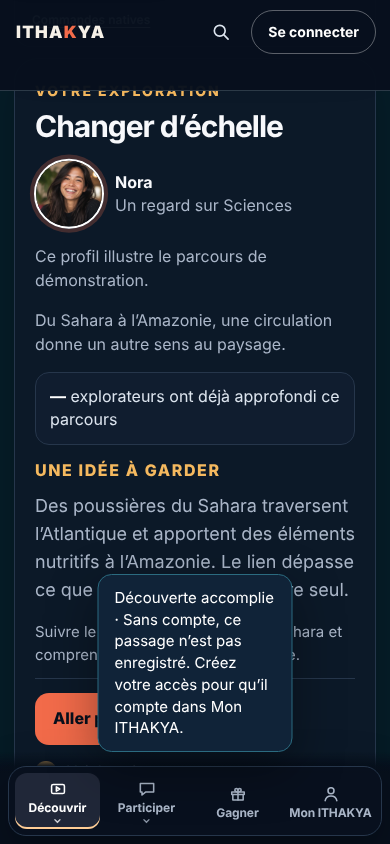 ITHAKYA
Se connecter
VOTRE EXPLORATION
Changer d’échelle
Nora
Un regard sur Sciences
Ce profil illustre le parcours de
démonstration.
Du Sahara à l’Amazonie, une circulation
donne un autre sens au paysage.
— explorateurs ont déjà approfondi ce
parcours
UNE IDÉE À GARDER
Des poussières du Sahara traversent
l’Atlantique et apportent des éléments
nutritifs à l’Amazonie. Le lien dépasse
ce que
seul.
Suivre le
et
compren
Découverte accomplie
· Sans compte, ce
passage n’est pas
enregistré. Créez
votre accès pour qu’il
compte dans Mon
ITHAKYA.
Aller
Découvrir
Participer
Gagner
Mon ITHAKYA